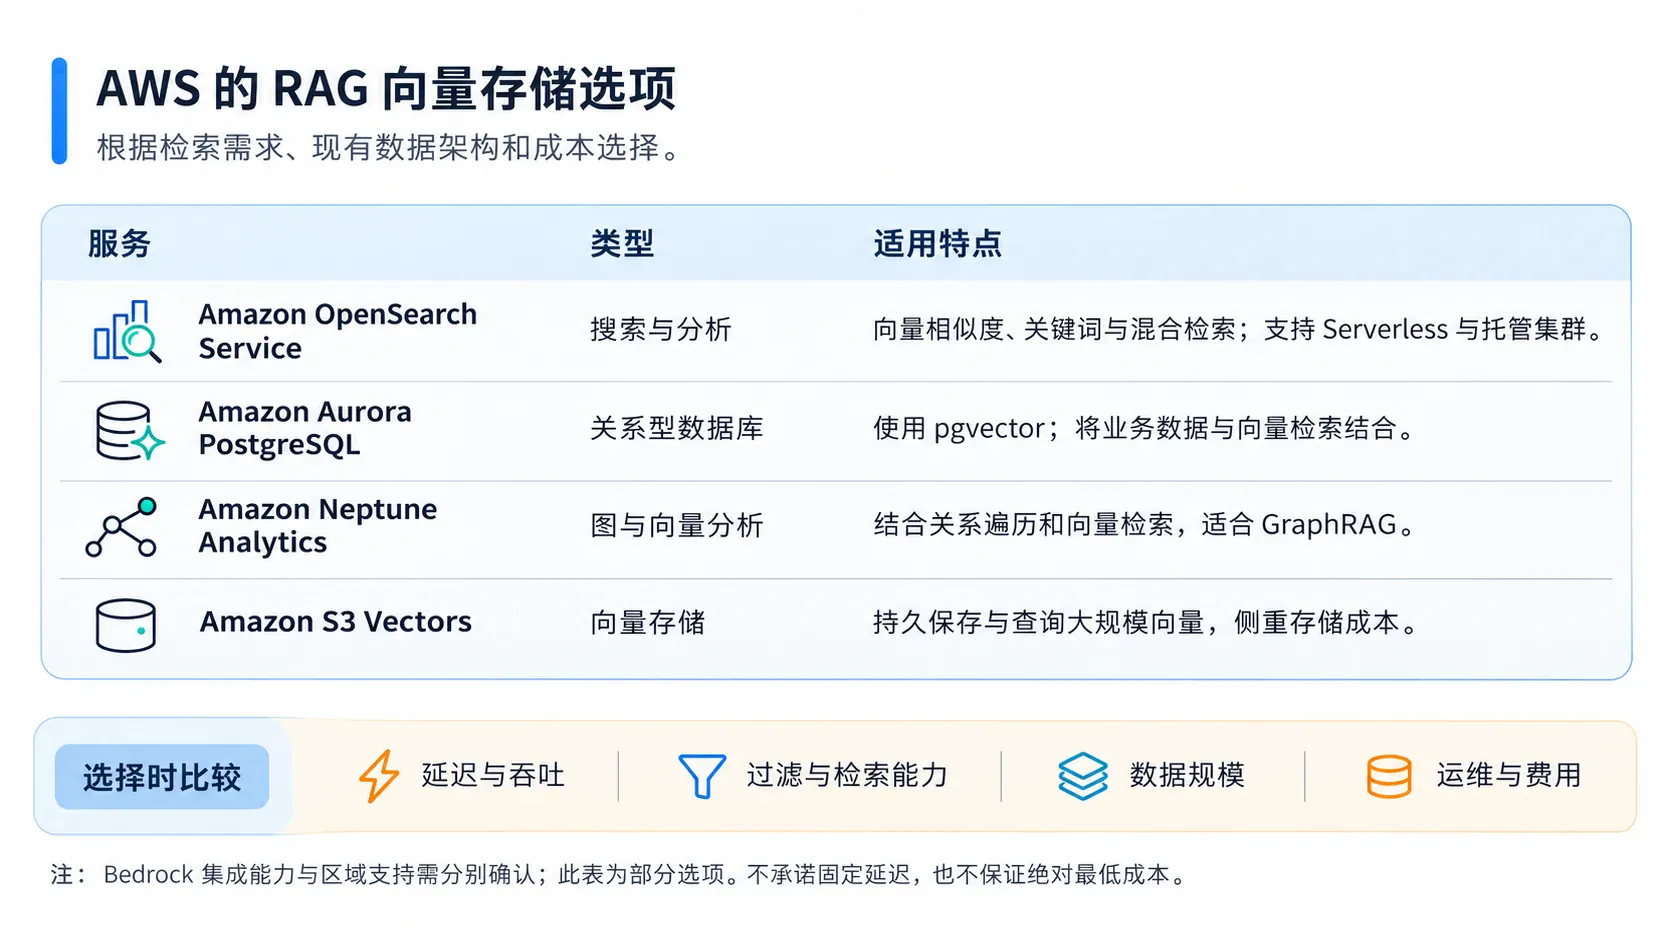 AWS 的 RAG 向量存储选项
根据检索需求、现有数据架构和成本选择。
服务 类型 适用特点
Amazon OpenSearch
Service
搜索与分析
向量相似度、关键词与混合检索；支持 Serverless 与托管集群。
Amazon Aurora
PostgreSQL
关系型数据库
使用 pgvector；将业务数据与向量检索结合。
Amazon Neptune
Analytics
图与向量分析
结合关系遍历和向量检索，适合 GraphRAG。
Amazon S3 Vectors
向量存储
持久保存与查询大规模向量，侧重存储成本。
选择时比较 延迟与吞吐 过滤与检索能力 数据规模 运维与费用
注： Bedrock 集成能力与区域支持需分别确认；此表为部分选项。不承诺固定延迟，也不保证绝对最低成本。